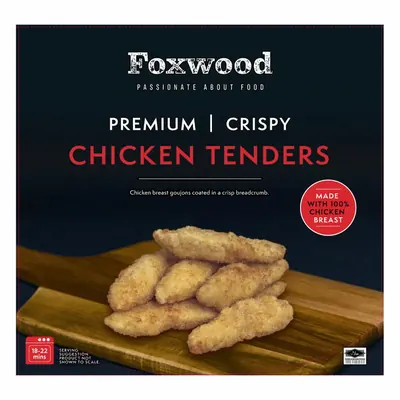 Foxwood
PASSIONATE ABOUT FOOD
PREMIUM | CRISPY
CHICKEN TENDERS
Chicken breast goujons coated in a crisp breadcrumb.
MADE
WITH 100%
CHICKEN
BREAST
18-22
mins
SERVING
SUGGESTION
PRODUCT NOT
SHOWN TO SCALE.